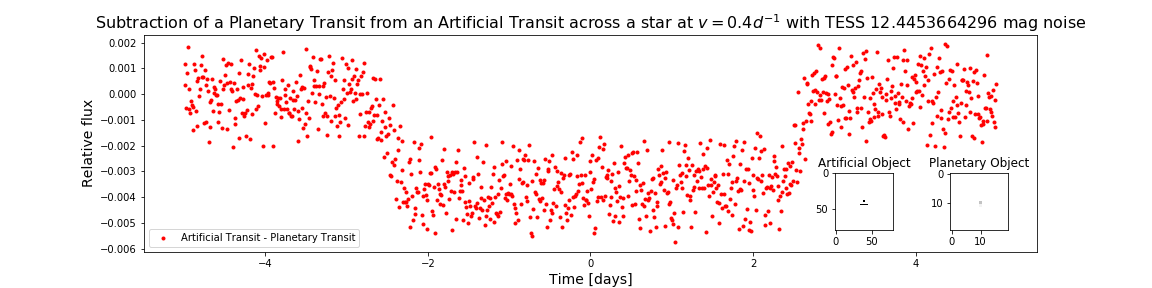 Subtraction of a Planetary Transit from an Artificial Transit across a star at v = 0.4d⁻¹ with TESS 12.4453664296 mag noise
Relative flux
0.002
0.001
0.000
−0.001
−0.002
−0.003
−0.004
−0.005
−0.006
Artificial Transit - Planetary Transit
Artificial Object
0
50
0 50
Planetary Object
0
10
0 10
−4 −2 0 2 4
Time [days]